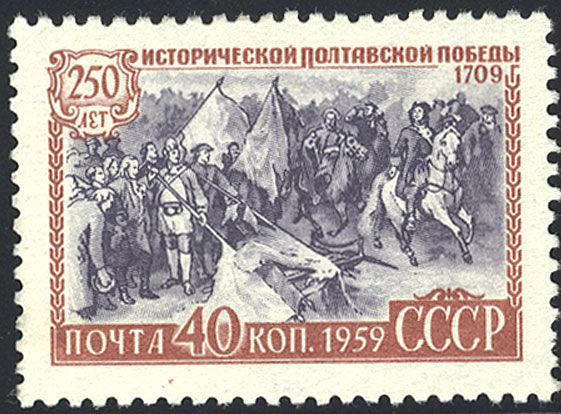 250
ЛЕТ
ИСТОРИЧЕСКОЙ ПОЛТАВСКОЙ ПОБЕДЫ
1709 г.
ПОЧТА 40 КОП. 1959 СССР